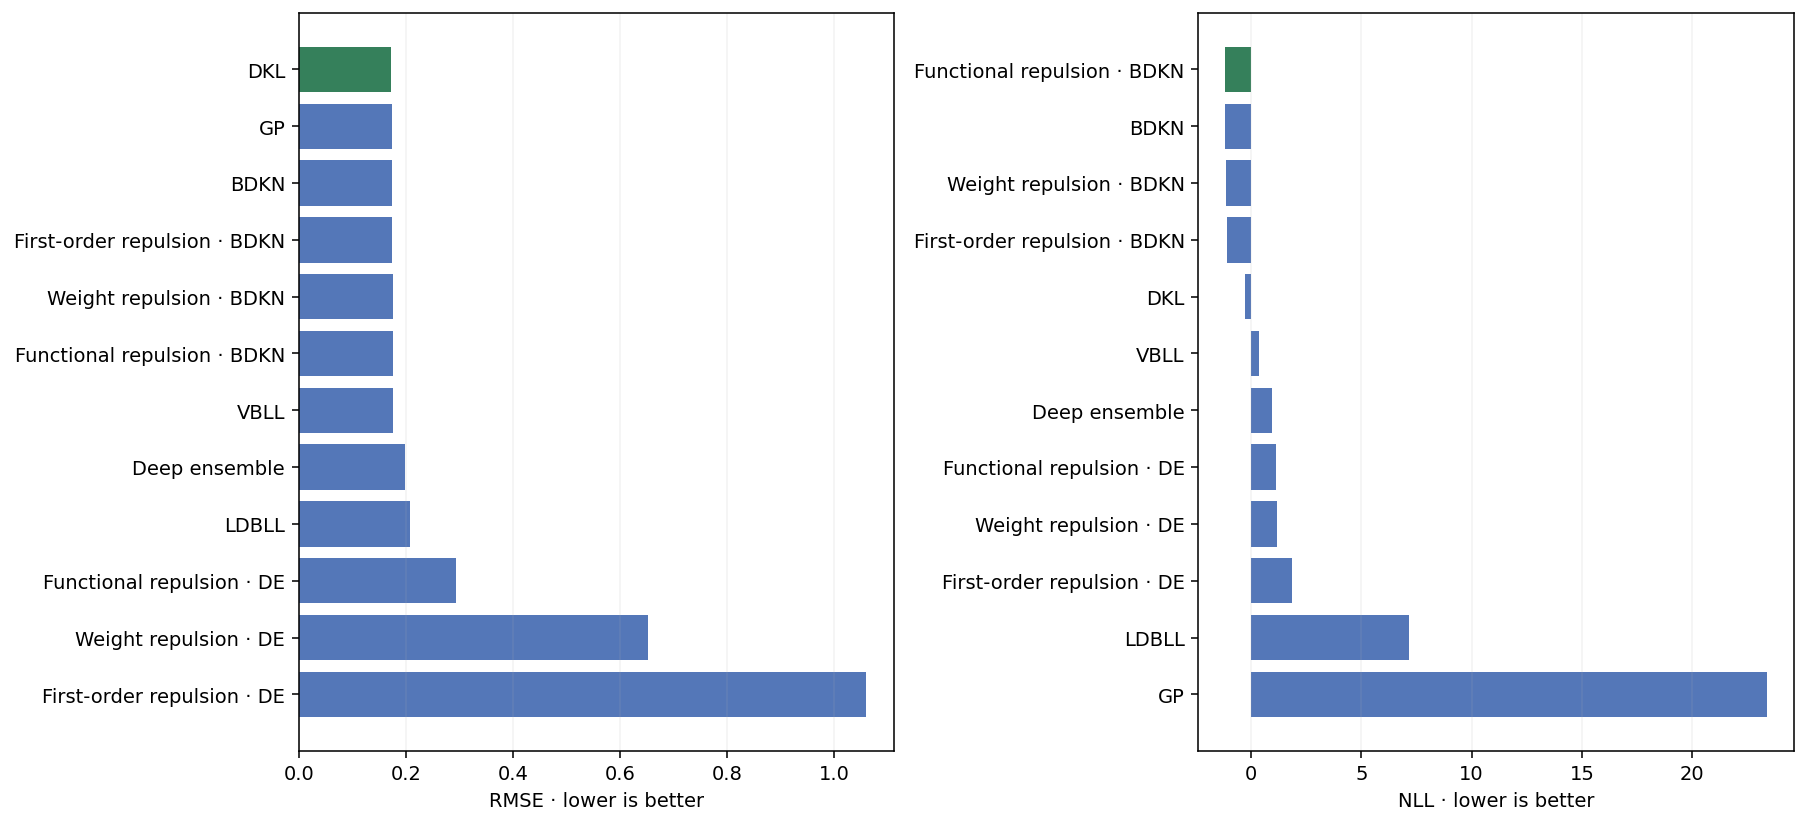 DKL
GP
BDKN
First-order repulsion · BDKN
Weight repulsion · BDKN
Functional repulsion · BDKN
VBLL
Deep ensemble
LDBLL
Functional repulsion · DE
Weight repulsion · DE
First-order repulsion · DE
0.0 0.2 0.4 0.6 0.8 1.0
RMSE · lower is better
Functional repulsion · BDKN
BDKN
Weight repulsion · BDKN
First-order repulsion · BDKN
DKL
VBLL
Deep ensemble
Functional repulsion · DE
Weight repulsion · DE
First-order repulsion · DE
LDBLL
GP
0 5 10 15 20
NLL · lower is better